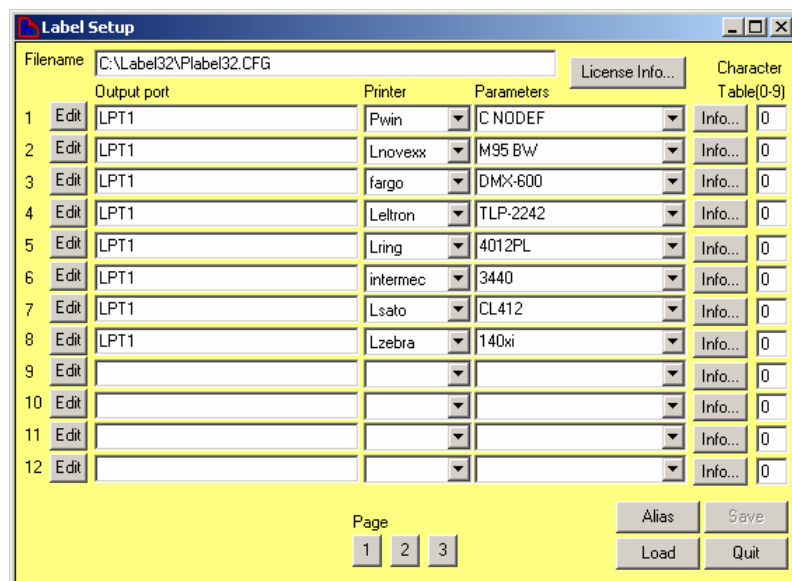 Label Setup
Filename C:\Label32\Plabel32.CFG License Info... Character
Output port Printer Parameters Table(0-9)
1 Edit LPT1 Pwin C NODEF Info... 0
2 Edit LPT1 Lnovexx M95 BW Info... 0
3 Edit LPT1 fargo DMX-600 Info... 0
4 Edit LPT1 Leltron TLP-2242 Info... 0
5 Edit LPT1 Lring 4012PL Info... 0
6 Edit LPT1 intermec 3440 Info... 0
7 Edit LPT1 Lsato CL412 Info... 0
8 Edit LPT1 Lzebra 140xi Info... 0
9 Edit Info... 0
10 Edit Info... 0
11 Edit Info... 0
12 Edit Info... 0
Page Alias Save
1 2 3 Load Quit